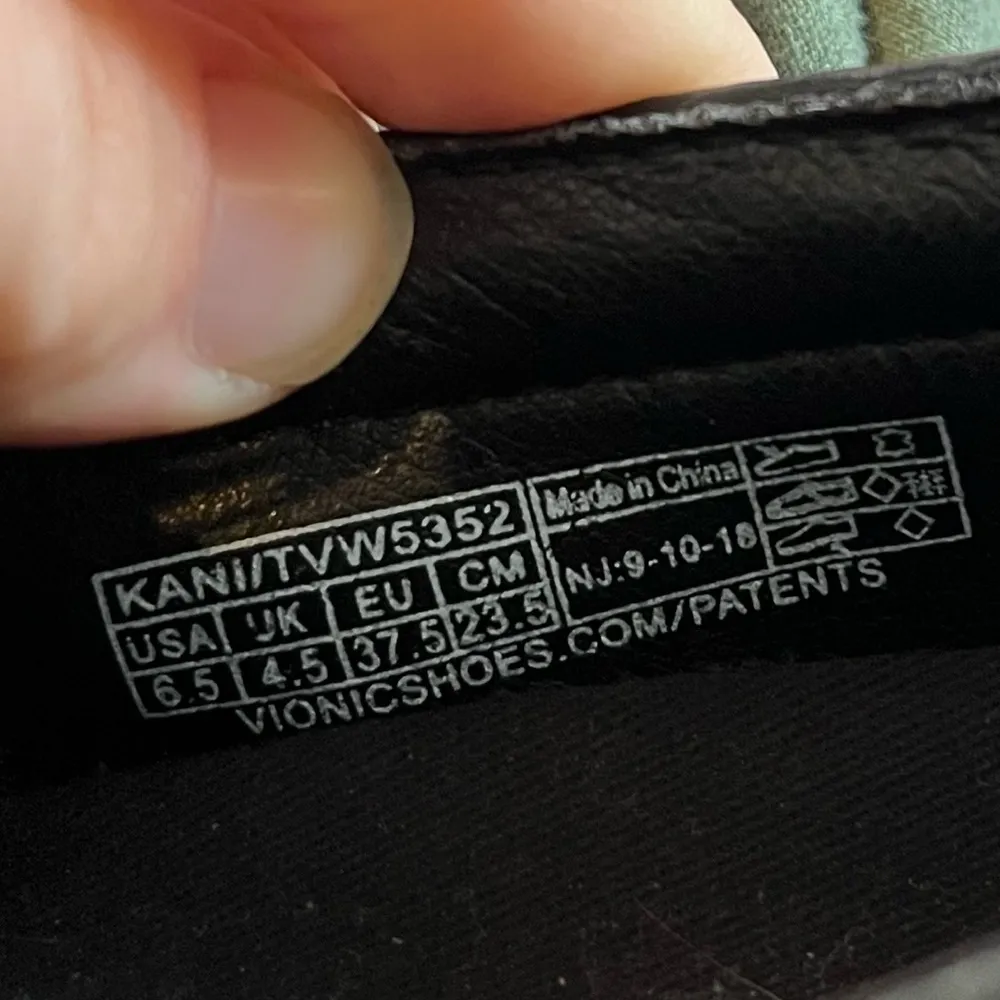 KANI/TVW5352
USA UK EU CM
6.5 4.5 37.5 23.5
Made in China
NJ:9-10-18
VIONICSHOES.COM/PATENTS